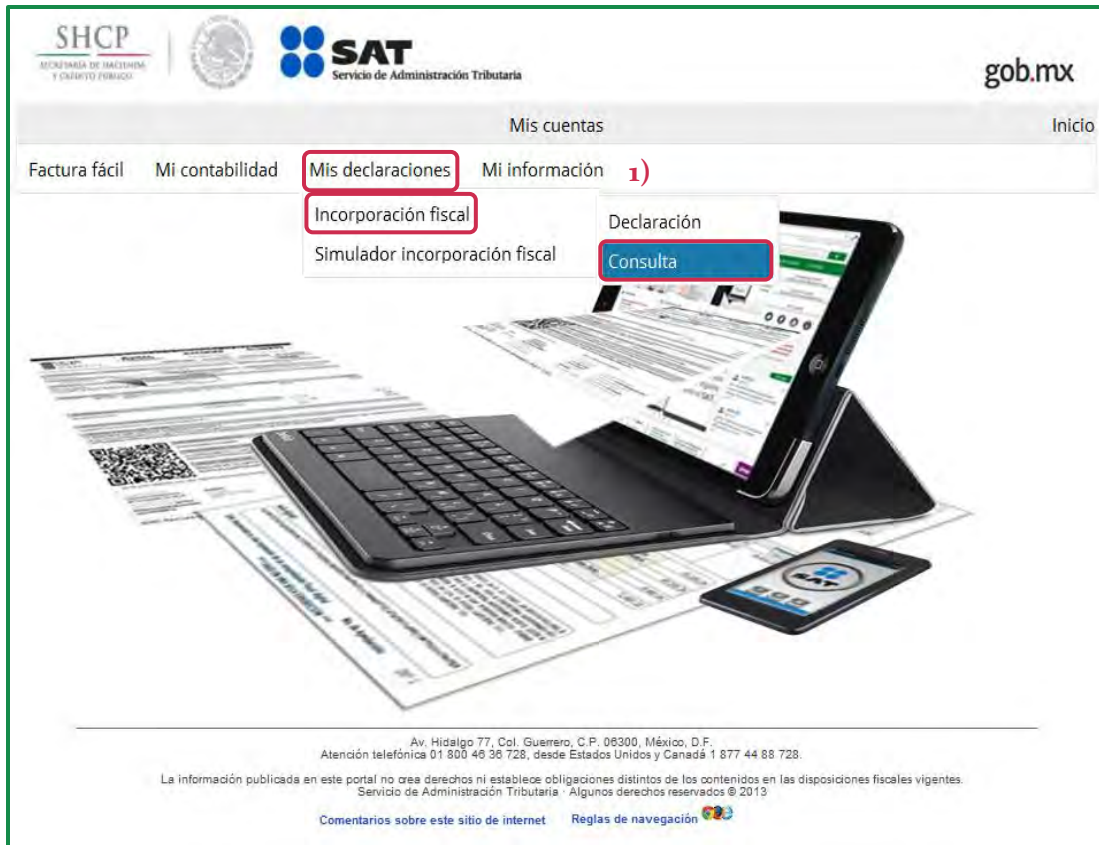 SHCP
SECRETARÍA DE HACIENDA
Y CRÉDITO PÚBLICO
SAT
Servicio de Administración Tributaria
gob.mx
Mis cuentas
Inicio
Factura fácil Mi contabilidad Mis declaraciones Mi información 1)
Incorporación fiscal
Declaración
Simulador incorporación fiscal
Consulta
SAT
Av. Hidalgo 77, Col. Guerrero, C.P. 06300, México, D.F.
Atención telefónica 01 800 46 36 728, desde Estados Unidos y Canadá 1 877 44 88 728.
La información publicada en este portal no crea derechos ni establece obligaciones distintos de los contenidos en las disposiciones fiscales vigentes.
Servicio de Administración Tributaria · Algunos derechos reservados © 2013
Comentarios sobre este sitio de internet Reglas de navegación